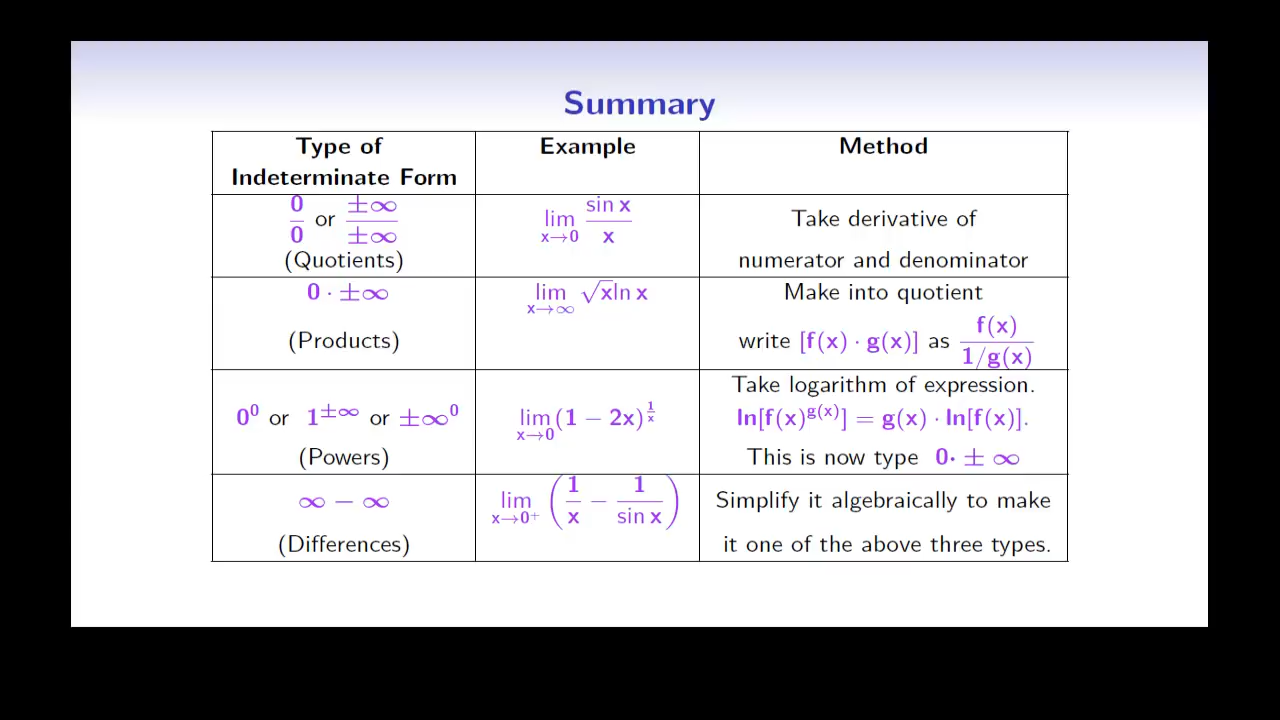 Summary
Type of Indeterminate Form | Example | Method
0/0 or ±∞/±∞ (Quotients) | lim x→0 sin x / x | Take derivative of numerator and denominator
0 · ±∞ (Products) | lim x→∞ √x ln x | Make into quotient write [f(x) · g(x)] as f(x) / 1/g(x)
0⁰ or 1^±∞ or ±∞⁰ (Powers) | lim x→0 (1 − 2x)^(1/x) | Take logarithm of expression. ln[f(x)^g(x)] = g(x) · ln[f(x)]. This is now type 0· ± ∞
∞ − ∞ (Differences) | lim x→0⁺ (1/x − 1/sin x) | Simplify it algebraically to make it one of the above three types.